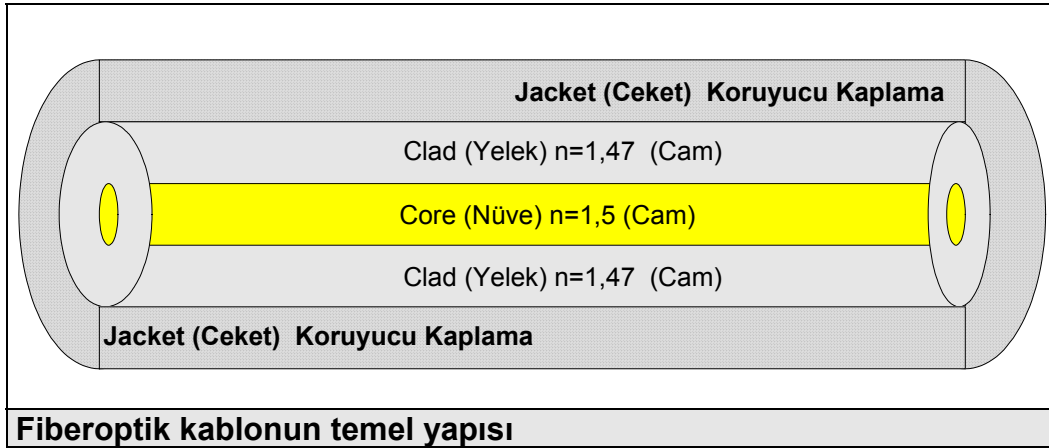 Jacket (Ceket) Koruyucu Kaplama
Clad (Yelek) n=1,47 (Cam)
Core (Nüve) n=1,5 (Cam)
Clad (Yelek) n=1,47 (Cam)
Jacket (Ceket) Koruyucu Kaplama
Fiberoptik kablonun temel yapısı